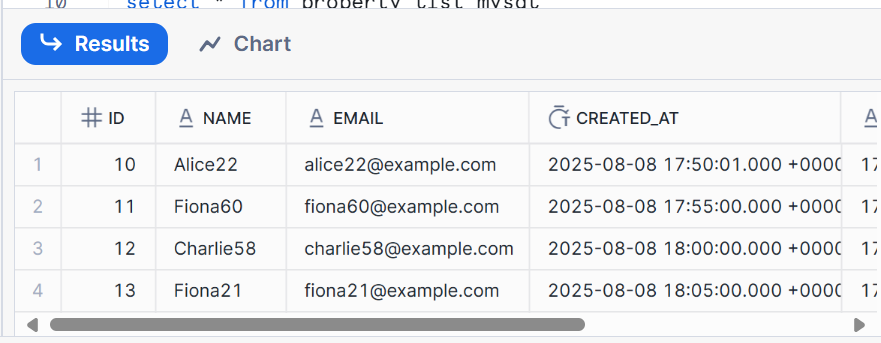 10 select * from property_list_mysql
Results Chart
ID NAME EMAIL CREATED_AT
1 10 Alice22 alice22@example.com 2025-08-08 17:50:01.000 +0000 17
2 11 Fiona60 fiona60@example.com 2025-08-08 17:55:00.000 +0000 17
3 12 Charlie58 charlie58@example.com 2025-08-08 18:00:00.000 +0000 17
4 13 Fiona21 fiona21@example.com 2025-08-08 18:05:00.000 +0000 17